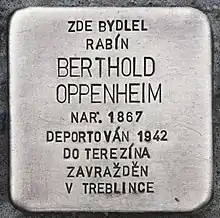 ZDE BYDLEL
RABÍN
BERTHOLD
OPPENHEIM
NAR. 1867
DEPORTOVÁN 1942
DO TEREZÍNA
ZAVRAŽDĚN
V TREBLINCE